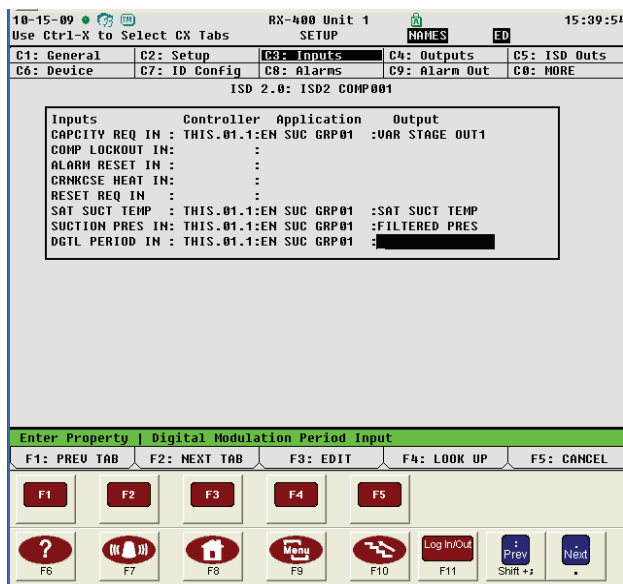 10-15-09 RX-400 Unit 1 15:39:54
Use Ctrl-X to Select CX Tabs SETUP NAMES ED
C1: General C2: Setup C3: Inputs C4: Outputs C5: ISD Outs
C6: Device C7: ID Config C8: Alarms C9: Alarm Out C0: MORE
ISD 2.0: ISD2 COMP001
Inputs Controller Application Output
CAPCITY REQ IN : THIS.01.1:EN SUC GRP01 :VAR STAGE OUT1
COMP LOCKOUT IN: :
ALARM RESET IN : :
CRNKCSE HEAT IN: :
RESET REQ IN : :
SAT SUCT TEMP : THIS.01.1:EN SUC GRP01 :SAT SUCT TEMP
SUCTION PRES IN: THIS.01.1:EN SUC GRP01 :FILTERED PRES
DGTL PERIOD IN : THIS.01.1:EN SUC GRP01 :
Enter Property | Digital Modulation Period Input
F1: PREV TAB F2: NEXT TAB F3: EDIT F4: LOOK UP F5: CANCEL
F1 F2 F3 F4 F5
? Menu Log In/Out : Prev . Next
F6 F7 F8 F9 F10 F11 Shift +; .